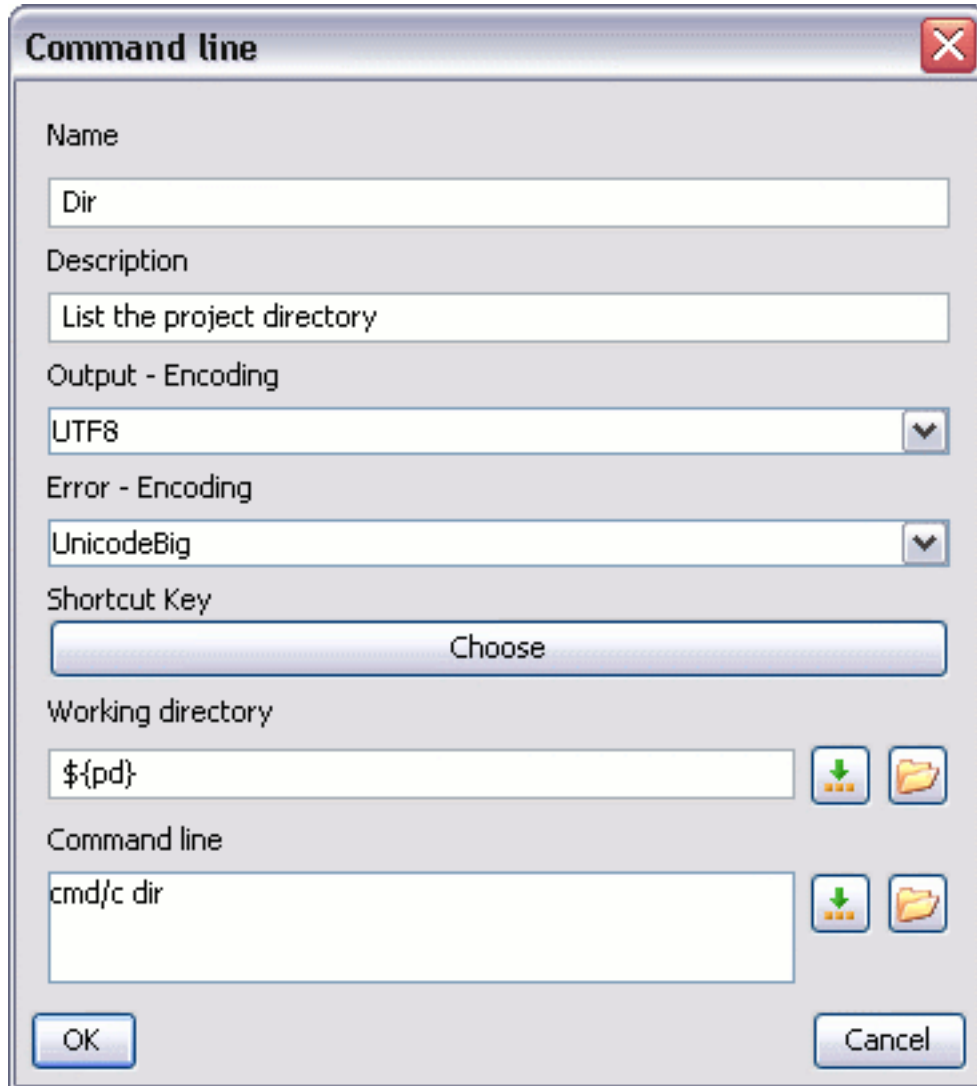 Command line
Name
Dir
Description
List the project directory
Output - Encoding
UTF8
Error - Encoding
UnicodeBig
Shortcut Key
Choose
Working directory
${pd}
Command line
cmd/c dir
OK
Cancel